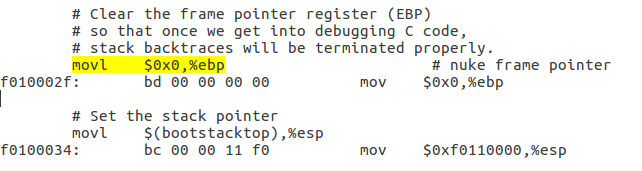 # Clear the frame pointer register (EBP)
# so that once we get into debugging C code,
# stack backtraces will be terminated properly.
movl $0x0,%ebp # nuke frame pointer
f010002f: bd 00 00 00 00 mov $0x0,%ebp
# Set the stack pointer
movl $(bootstacktop),%esp
f0100034: bc 00 00 11 f0 mov $0xf0110000,%esp